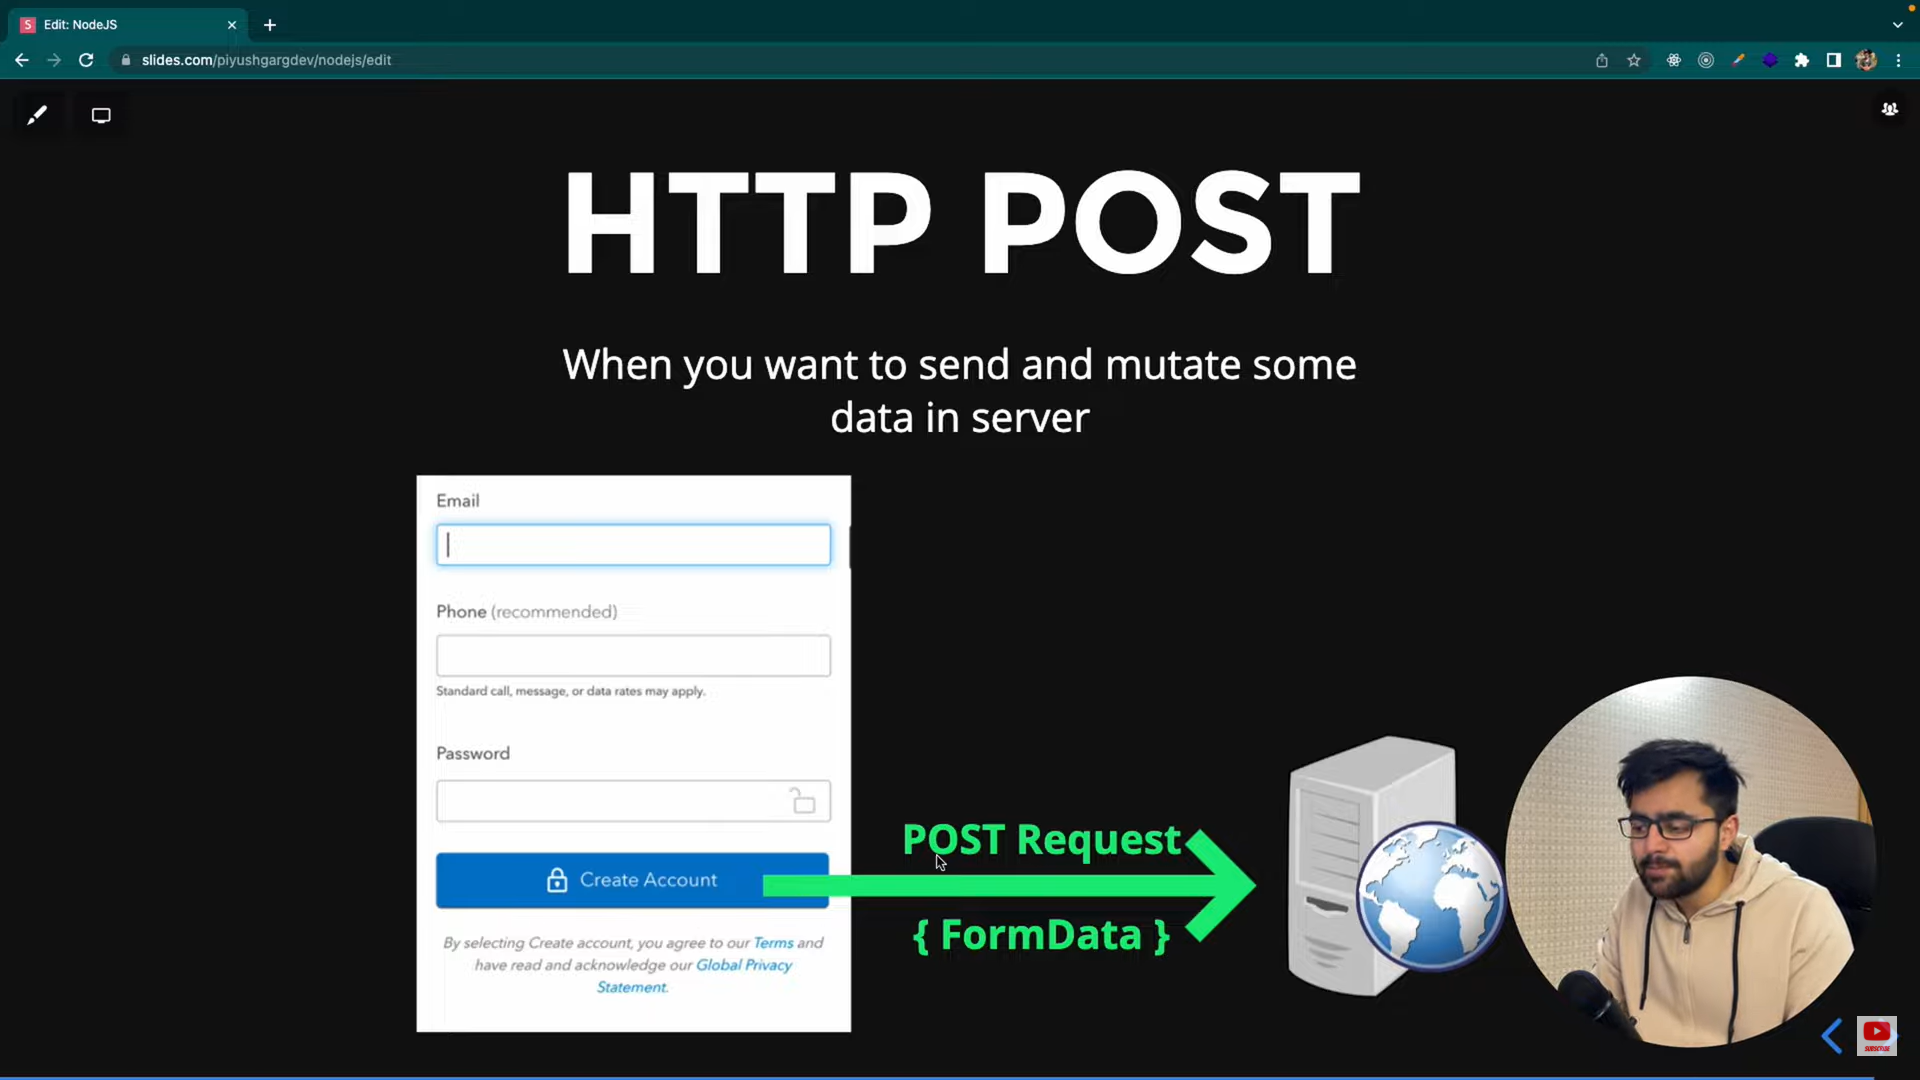 Edit: NodeJS
slides.com/piyushgargdev/nodejs/edit
HTTP POST
When you want to send and mutate some
data in server
Email
Phone (recommended)
Standard call, message, or data rates may apply.
Password
Create Account
By selecting Create account, you agree to our Terms and
have read and acknowledge our Global Privacy
Statement.
POST Request
{ FormData }
SUBSCRIBE